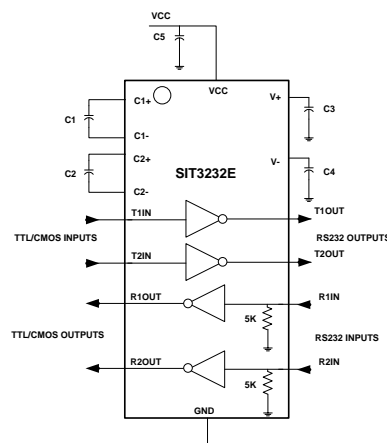 VCC
C5
VCC
C1+
V+
C1
C3
C1-
C2+
V-
C2
SIT3232E
C4
C2-
T1IN
T1OUT
TTL/CMOS INPUTS
RS232 OUTPUTS
T2IN
T2OUT
R1OUT
R1IN
5K
TTL/CMOS OUTPUTS
RS232 INPUTS
R2OUT
R2IN
5K
GND